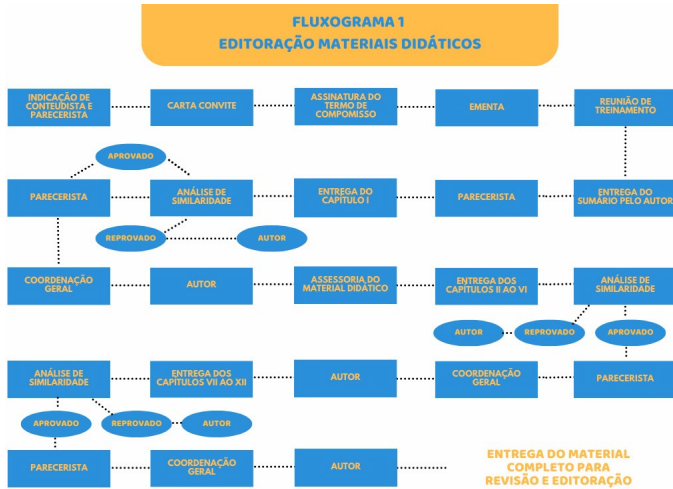 FLUXOGRAMA 1
EDITORAÇÃO MATERIAIS DIDÁTICOS
INDICAÇÃO DE
CONTEUDISTA E
PARECERISTA
CARTA CONVITE
ASSINATURA DO
TERMO DE
COMPOMISSO
EMENTA
REUNIÃO DE
TREINAMENTO
APROVADO
PARECERISTA
ANÁLISE DE
SIMILARIDADE
ENTREGA DO
CAPÍTULO I
PARECERISTA
ENTREGA DO
SUMÁRIO PELO AUTOR
REPROVADO
AUTOR
COORDENAÇÃO
GERAL
AUTOR
ASSESSORIA DO
MATERIAL DIDÁTICO
ENTREGA DOS
CAPÍTULOS II AO VI
ANÁLISE DE
SIMILARIDADE
AUTOR
REPROVADO
APROVADO
ANÁLISE DE
SIMILARIDADE
ENTREGA DOS
CAPÍTULOS VII AO XII
AUTOR
COORDENAÇÃO
GERAL
PARECERISTA
APROVADO
REPROVADO
AUTOR
PARECERISTA
COORDENAÇÃO
GERAL
AUTOR
ENTREGA DO MATERIAL
COMPLETO PARA
REVISÃO E EDITORAÇÃO